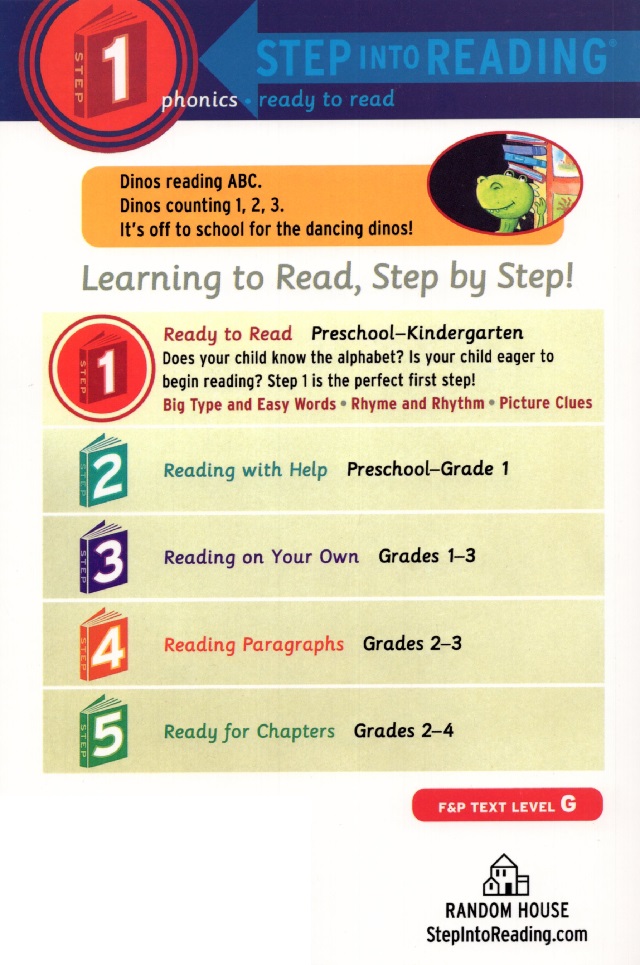 STEP 1
STEP INTO READING®
phonics • ready to read
Dinos reading ABC.
Dinos counting 1, 2, 3.
It's off to school for the dancing dinos!
Learning to Read, Step by Step!
STEP 1
Ready to Read Preschool–Kindergarten
Does your child know the alphabet? Is your child eager to
begin reading? Step 1 is the perfect first step!
Big Type and Easy Words • Rhyme and Rhythm • Picture Clues
STEP 2
Reading with Help Preschool–Grade 1
STEP 3
Reading on Your Own Grades 1–3
STEP 4
Reading Paragraphs Grades 2–3
STEP 5
Ready for Chapters Grades 2–4
F&P TEXT LEVEL G
RANDOM HOUSE
StepIntoReading.com